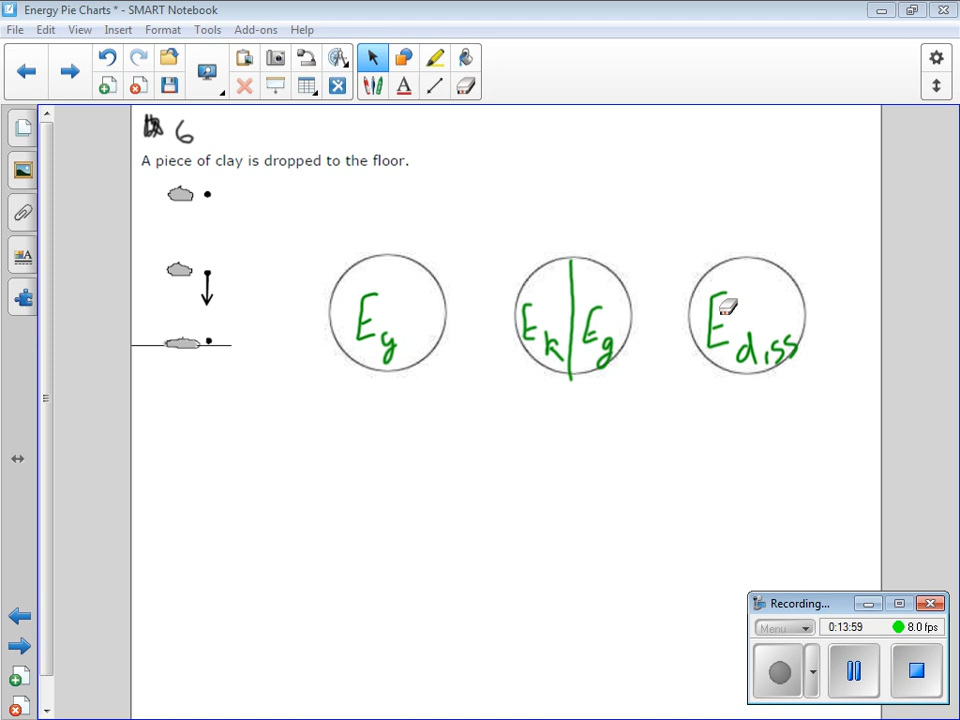 Energy Pie Charts * - SMART Notebook
File Edit View Insert Format Tools Add-ons Help
6
A piece of clay is dropped to the floor.
Eg
Ek Eg
Ediss
Recording...
Menu 0:13:59 8.0 fps